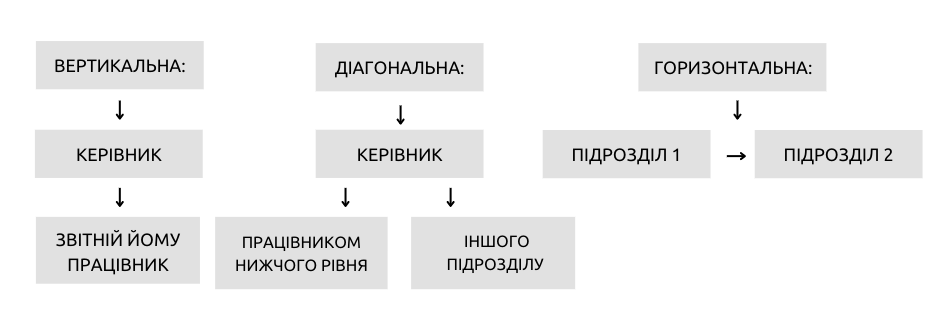 ВЕРТИКАЛЬНА:
КЕРІВНИК
ЗВІТНІЙ ЙОМУ
ПРАЦІВНИК
ДІАГОНАЛЬНА:
КЕРІВНИК
ПРАЦІВНИКОМ
НИЖЧОГО РІВНЯ
ІНШОГО
ПІДРОЗДІЛУ
ГОРИЗОНТАЛЬНА:
ПІДРОЗДІЛ 1
ПІДРОЗДІЛ 2